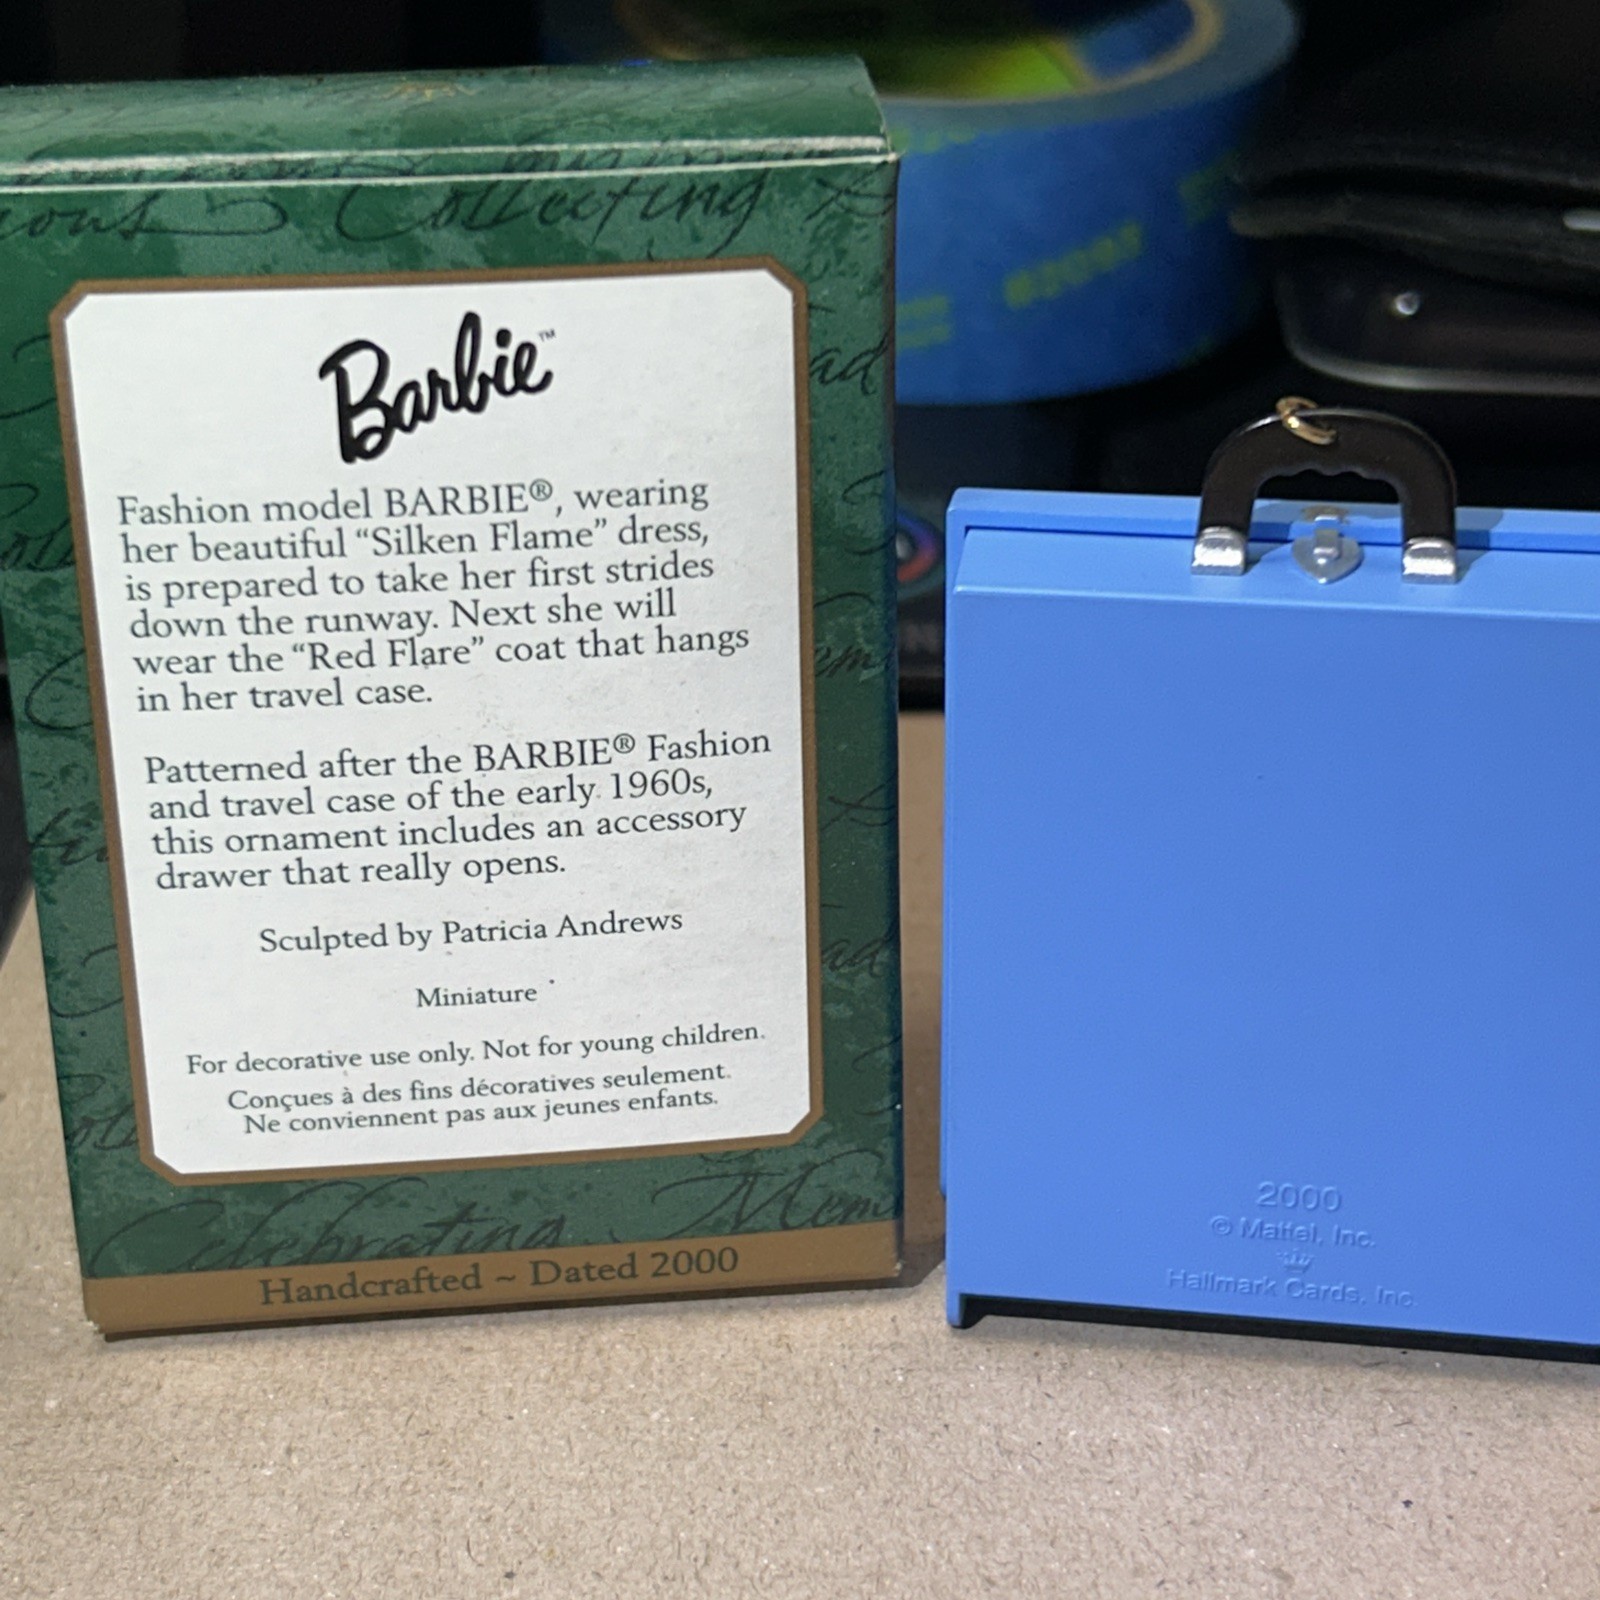 Collecting
Barbie™
Fashion model BARBIE®, wearing
her beautiful “Silken Flame” dress,
is prepared to take her first strides
down the runway. Next she will
wear the “Red Flare” coat that hangs
in her travel case.
Patterned after the BARBIE® Fashion
and travel case of the early 1960s,
this ornament includes an accessory
drawer that really opens.
Sculpted by Patricia Andrews
Miniature
For decorative use only. Not for young children.
Conçues à des fins décoratives seulement.
Ne conviennent pas aux jeunes enfants.
Celebrating Mem
Handcrafted ~ Dated 2000
2000
© Mattel, Inc.
Hallmark Cards, Inc.